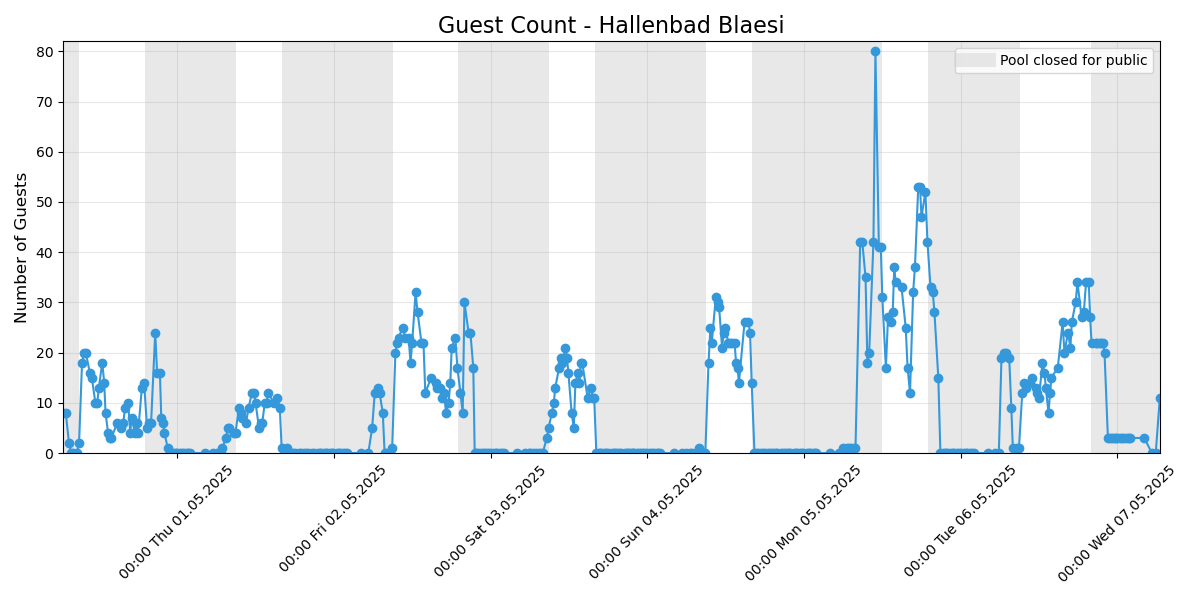 Guest Count - Hallenbad Blaesi
Pool closed for public
Number of Guests
80
70
60
50
40
30
20
10
0
00:00 Thu 01.05.2025
00:00 Fri 02.05.2025
00:00 Sat 03.05.2025
00:00 Sun 04.05.2025
00:00 Mon 05.05.2025
00:00 Tue 06.05.2025
00:00 Wed 07.05.2025